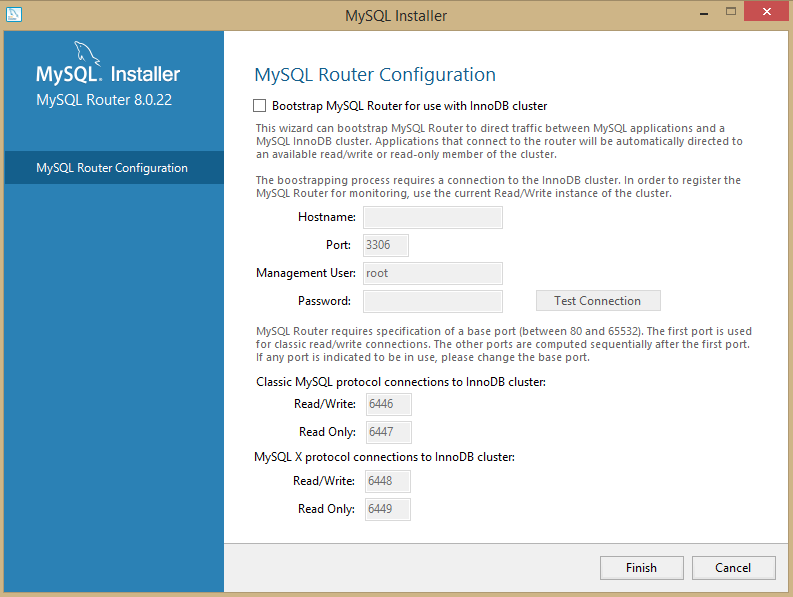 MySQL Installer
MySQL. Installer
MySQL Router 8.0.22
MySQL Router Configuration
MySQL Router Configuration
Bootstrap MySQL Router for use with InnoDB cluster
This wizard can bootstrap MySQL Router to direct traffic between MySQL applications and a
MySQL InnoDB cluster. Applications that connect to the router will be automatically directed to
an available read/write or read-only member of the cluster.
The boostrapping process requires a connection to the InnoDB cluster. In order to register the
MySQL Router for monitoring, use the current Read/Write instance of the cluster.
Hostname:
Port: 3306
Management User: root
Password: Test Connection
MySQL Router requires specification of a base port (between 80 and 65532). The first port is used
for classic read/write connections. The other ports are computed sequentially after the first port.
If any port is indicated to be in use, please change the base port.
Classic MySQL protocol connections to InnoDB cluster:
Read/Write: 6446
Read Only: 6447
MySQL X protocol connections to InnoDB cluster:
Read/Write: 6448
Read Only: 6449
Finish Cancel